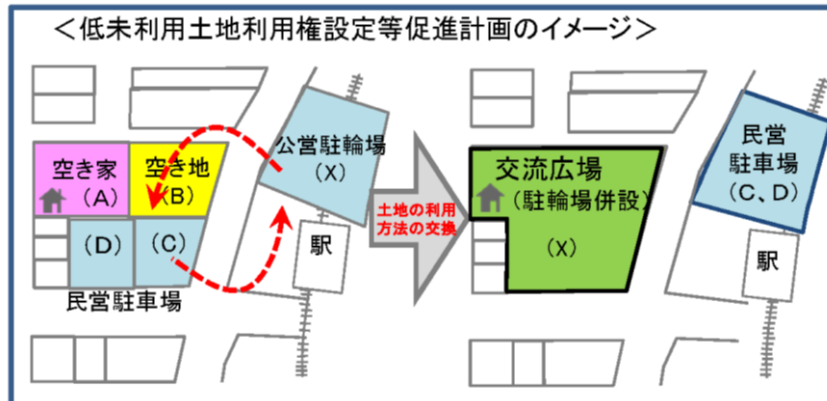 ＜低未利用土地利用権設定等促進計画のイメージ＞
空き家
（A）
空き地
（B）
公営駐輪場
（X）
（D）
（C）
民営駐車場
駅
土地の利用
方法の交換
交流広場
（駐輪場併設）
（X）
民営
駐車場
（C、D）
駅